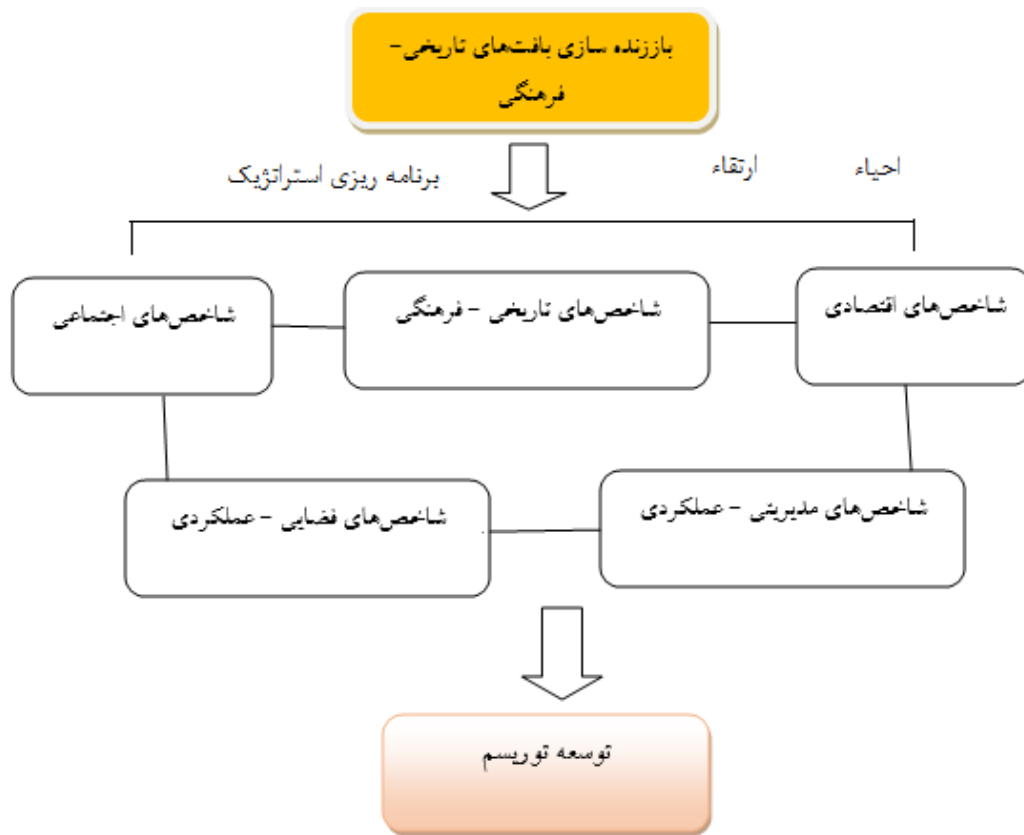 باززنده سازی بافت‌های تاریخی-
فرهنگی
احیاء
ارتقاء
برنامه ریزی استراتژیک
شاخص‌های اقتصادی
شاخص‌های تاریخی - فرهنگی
شاخص‌های اجتماعی
شاخص‌های مدیریتی - عملکردی
شاخص‌های فضایی - عملکردی
توسعه توریسم